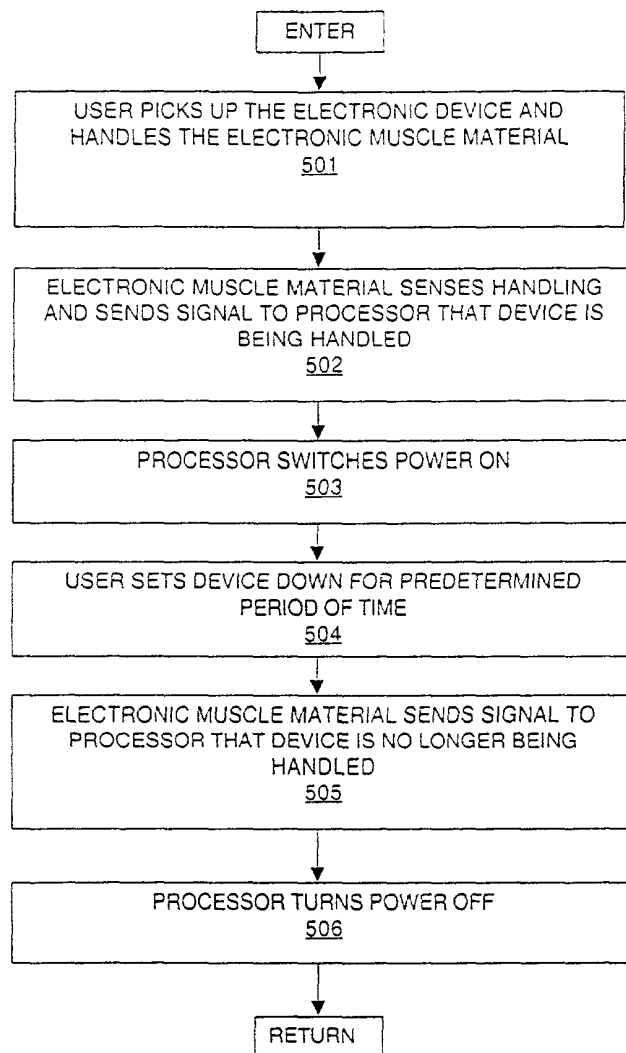 ENTER
USER PICKS UP THE ELECTRONIC DEVICE AND
HANDLES THE ELECTRONIC MUSCLE MATERIAL
501
ELECTRONIC MUSCLE MATERIAL SENSES HANDLING
AND SENDS SIGNAL TO PROCESSOR THAT DEVICE IS
BEING HANDLED
502
PROCESSOR SWITCHES POWER ON
503
USER SETS DEVICE DOWN FOR PREDETERMINED
PERIOD OF TIME
504
ELECTRONIC MUSCLE MATERIAL SENDS SIGNAL TO
PROCESSOR THAT DEVICE IS NO LONGER BEING
HANDLED
505
PROCESSOR TURNS POWER OFF
506
RETURN